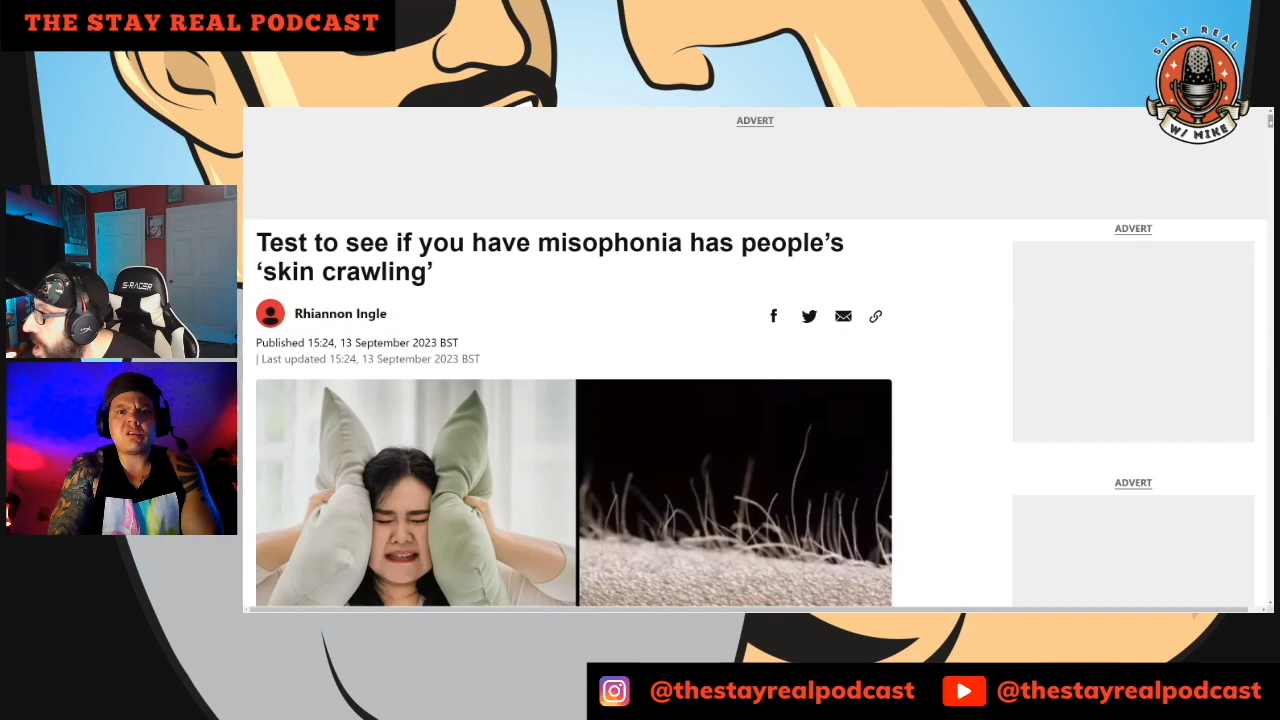 THE STAY REAL PODCAST
STAY REAL
W/ MIKE
ADVERT
Test to see if you have misophonia has people’s
‘skin crawling’
Rhiannon Ingle
Published 15:24, 13 September 2023 BST
| Last updated 15:24, 13 September 2023 BST
ADVERT
ADVERT
S-RACER
@thestayrealpodcast
@thestayrealpodcast